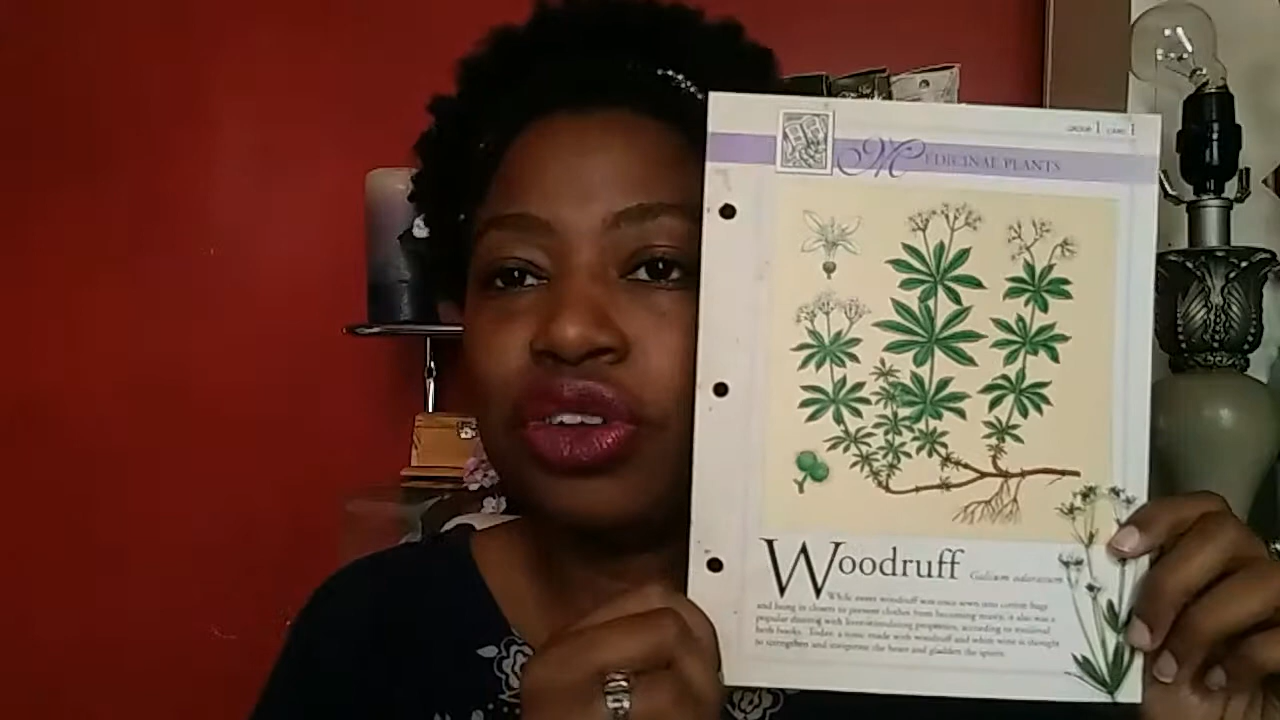 GROUP 1 CARD 1
MEDICINAL PLANTS
Woodruff Galium odoratum
While sweet woodruff was once sewn into cotton bags
and hung in closets to prevent clothes from becoming musty, it also was a
popular with love-stimulating properties, according to medieval
herb books. Today, a tonic made with woodruff and white wine is thought
to strengthen and invigorate the heart and gladden the spirit.